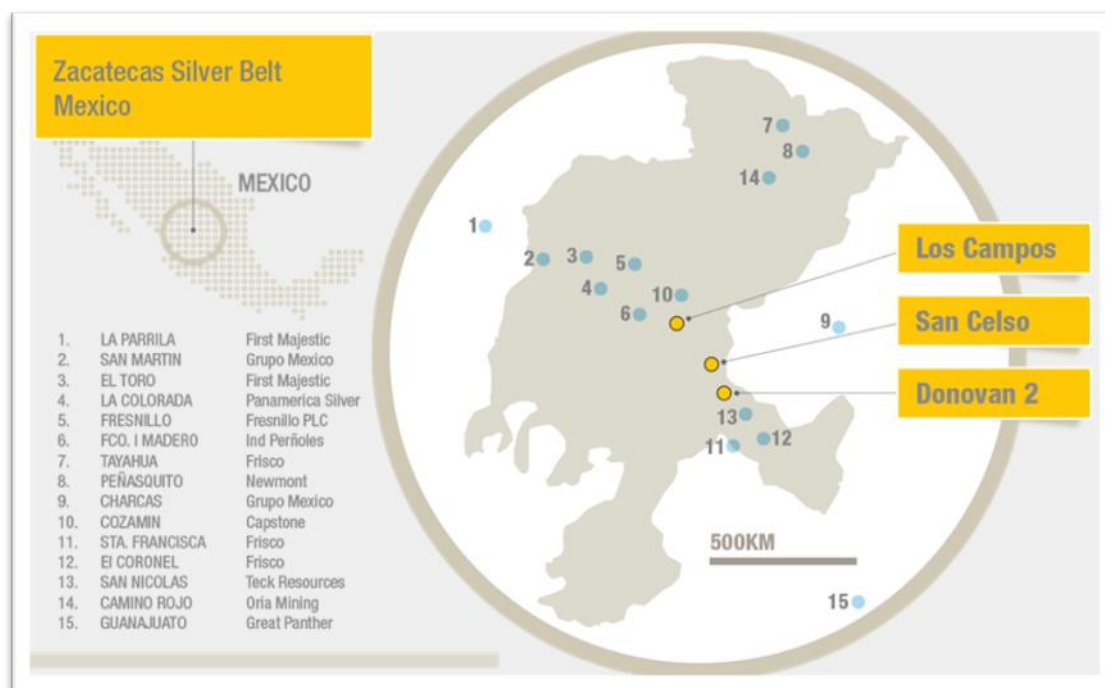 Zacatecas Silver Belt
Mexico
MEXICO
1. LA PARRILA First Majestic
2. SAN MARTIN Grupo Mexico
3. EL TORO First Majestic
4. LA COLORADA Panamerica Silver
5. FRESNILLO Fresnillo PLC
6. FCO. I MADERO Ind Perñoles
7. TAYAHUA Frisco
8. PEÑASQUITO Newmont
9. CHARCAS Grupo Mexico
10. COZAMIN Capstone
11. STA. FRANCISCA Frisco
12. El CORONEL Frisco
13. SAN NICOLAS Teck Resources
14. CAMINO ROJO Oria Mining
15. GUANAJUATO Great Panther
7
8
14
1
2
3
5
4
10
6
9
Los Campos
San Celso
Donovan 2
13
12
11
500KM
15